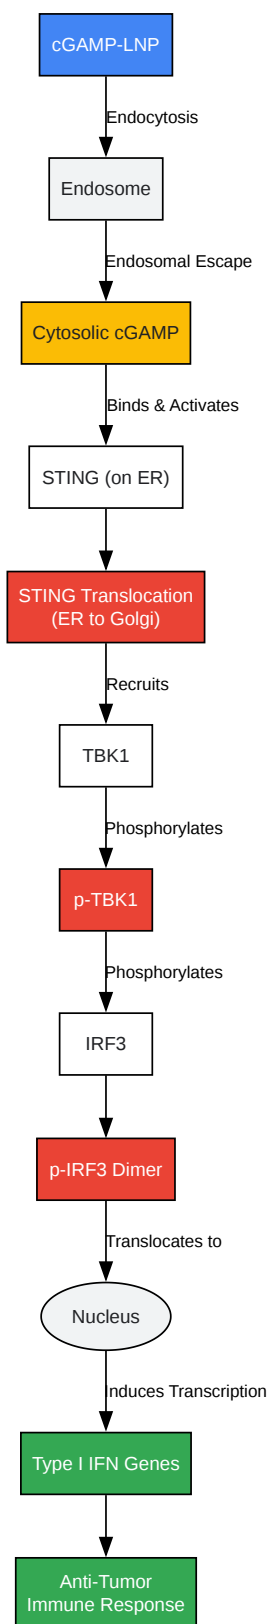 cGAMP-LNP
Endocytosis
Endosome
Endosomal Escape
Cytosolic cGAMP
Binds & Activates
STING (on ER)
STING Translocation
(ER to Golgi)
Recruits
TBK1
Phosphorylates
p-TBK1
Phosphorylates
IRF3
p-IRF3 Dimer
Translocates to
Nucleus
Induces Transcription
Type I IFN Genes
Anti-Tumor
Immune Response